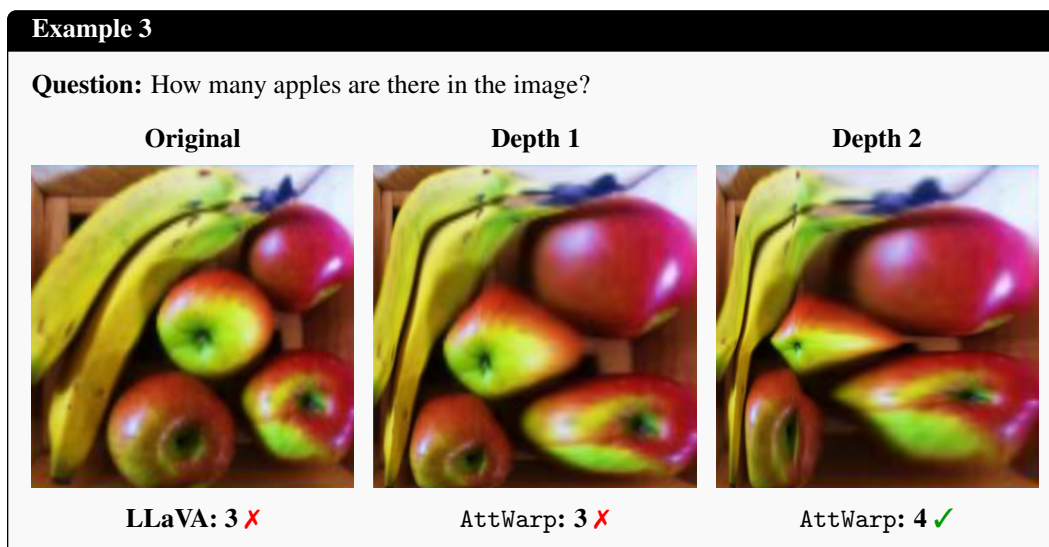 Example 3
Question: How many apples are there in the image?
Original Depth 1 Depth 2
LLaVA: 3 ✗ AttWarp: 3 ✗ AttWarp: 4 ✓